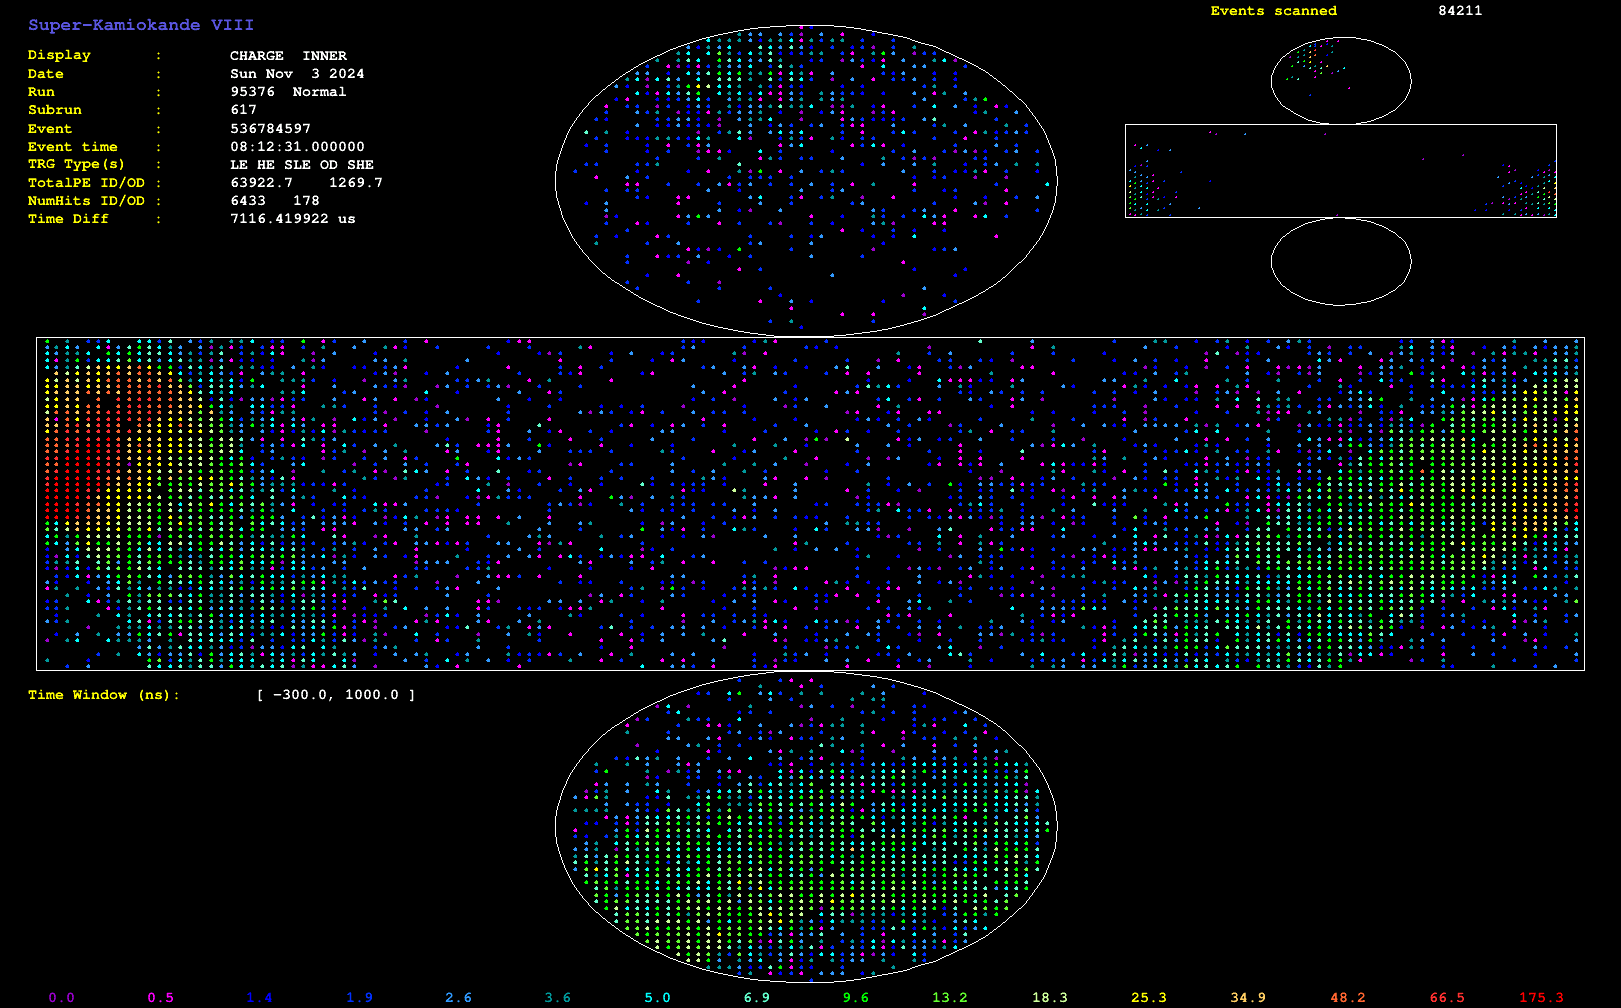 Super-Kamiokande VIII
Display : CHARGE INNER
Date : Sun Nov 3 2024
Run : 95376 Normal
Subrun : 617
Event : 536784597
Event time : 08:12:31.000000
TRG Type(s) : LE HE SLE OD SHE
TotalPE ID/OD : 63922.7 1269.7
NumHits ID/OD : 6433 178
Time Diff : 7116.419922 us
Events scanned 84211
Time Window (ns): [ −300.0, 1000.0 ]
0.0 0.5 1.4 1.9 2.6 3.6 5.0 6.9 9.6 13.2 18.3 25.3 34.9 48.2 66.5 175.3